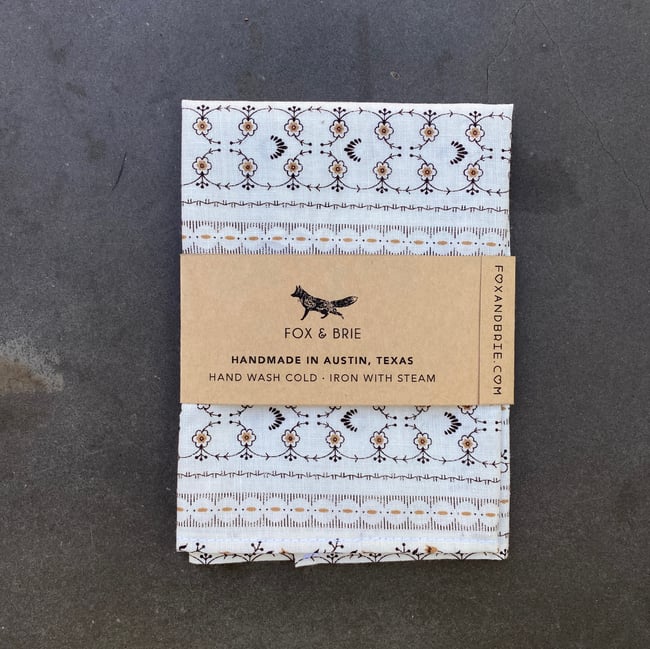 FOX & BRIE
HANDMADE IN AUSTIN, TEXAS
HAND WASH COLD · IRON WITH STEAM
FOXANDBRIE.COM